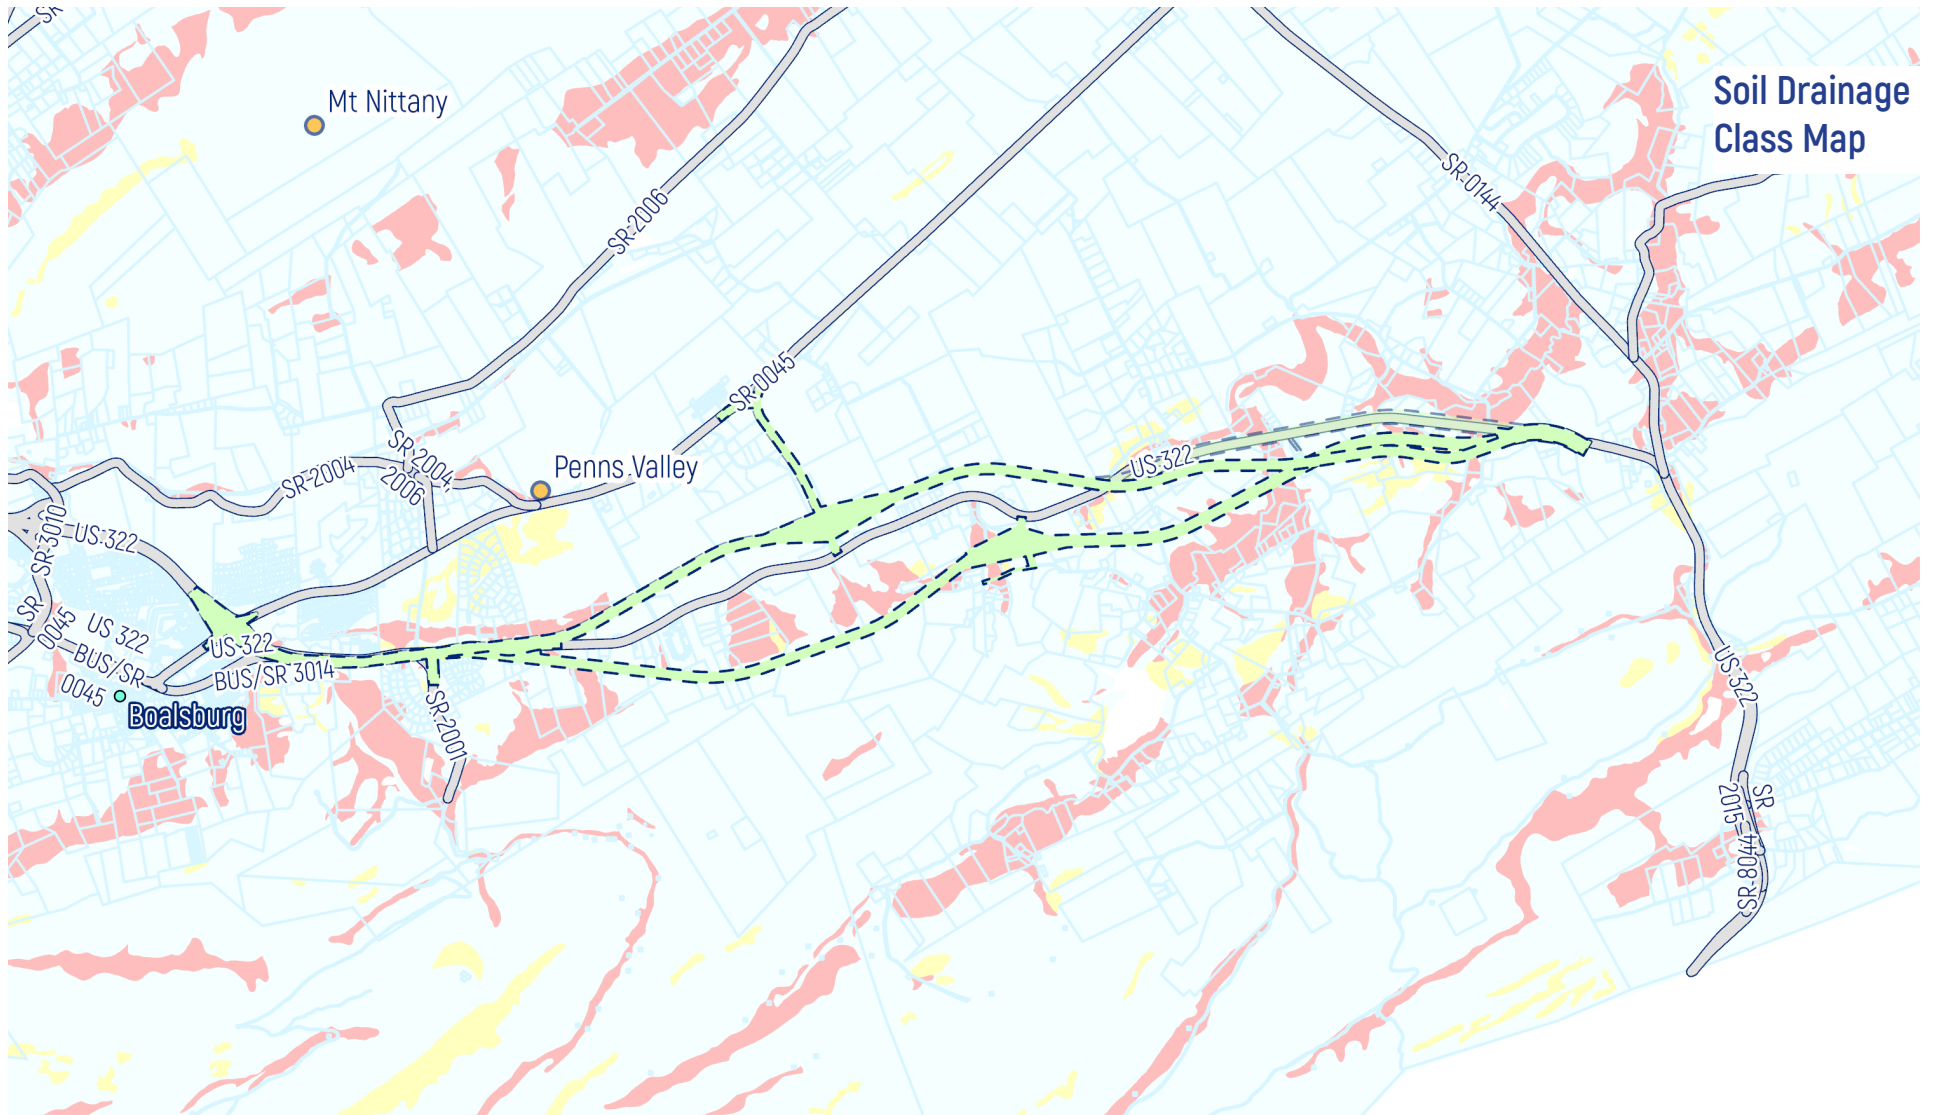 SR
Mt Nittany
Soil Drainage
Class Map
SR 0144
SR 2006
SR 0045
SR 2004,
2006
Penns Valley
SR 2004
US 322
US 322
SR 3010
SR
0045
US 322
BUS/SR
0045
US 322
BUS/SR 3014
Boalsburg
SR 2001
US 322
SR
2015
SR 8044